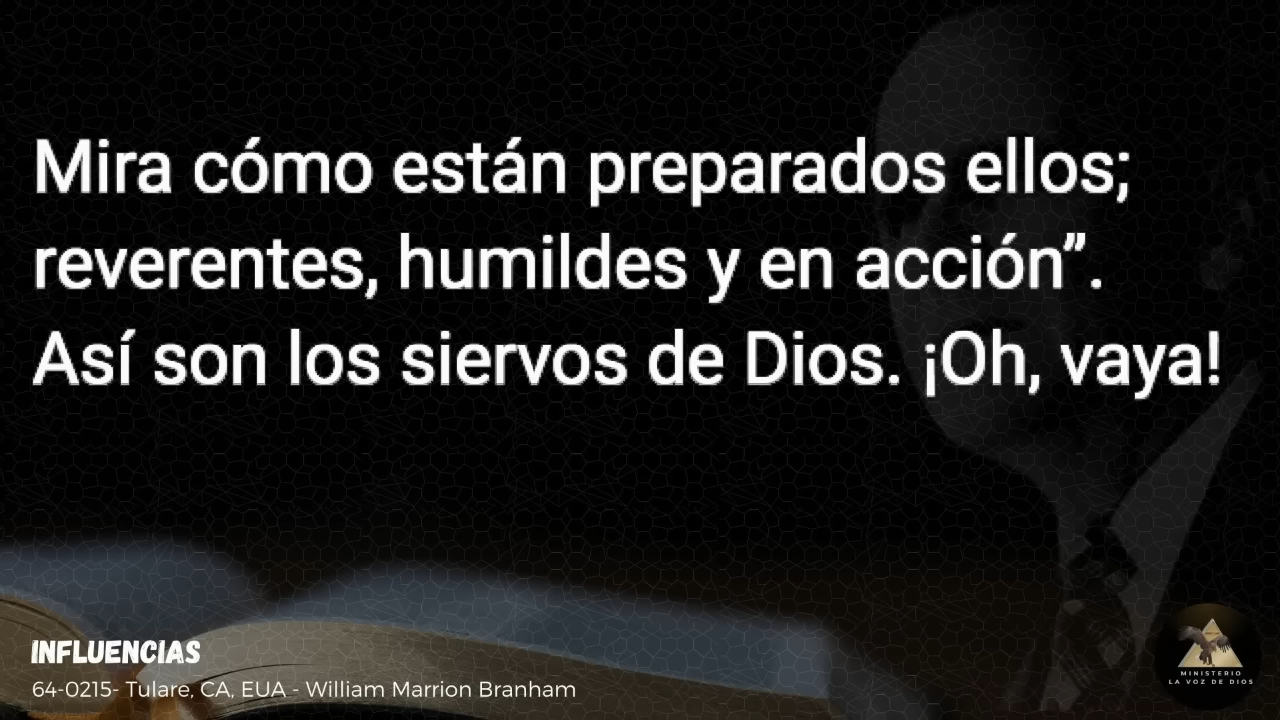 Mira cómo están preparados ellos;
reverentes, humildes y en acción”.
Así son los siervos de Dios. ¡Oh, vaya!
INFLUENCIAS
64-0215- Tulare, CA, EUA - William Marrion Branham
MINISTERIO
LA VOZ DE DIOS